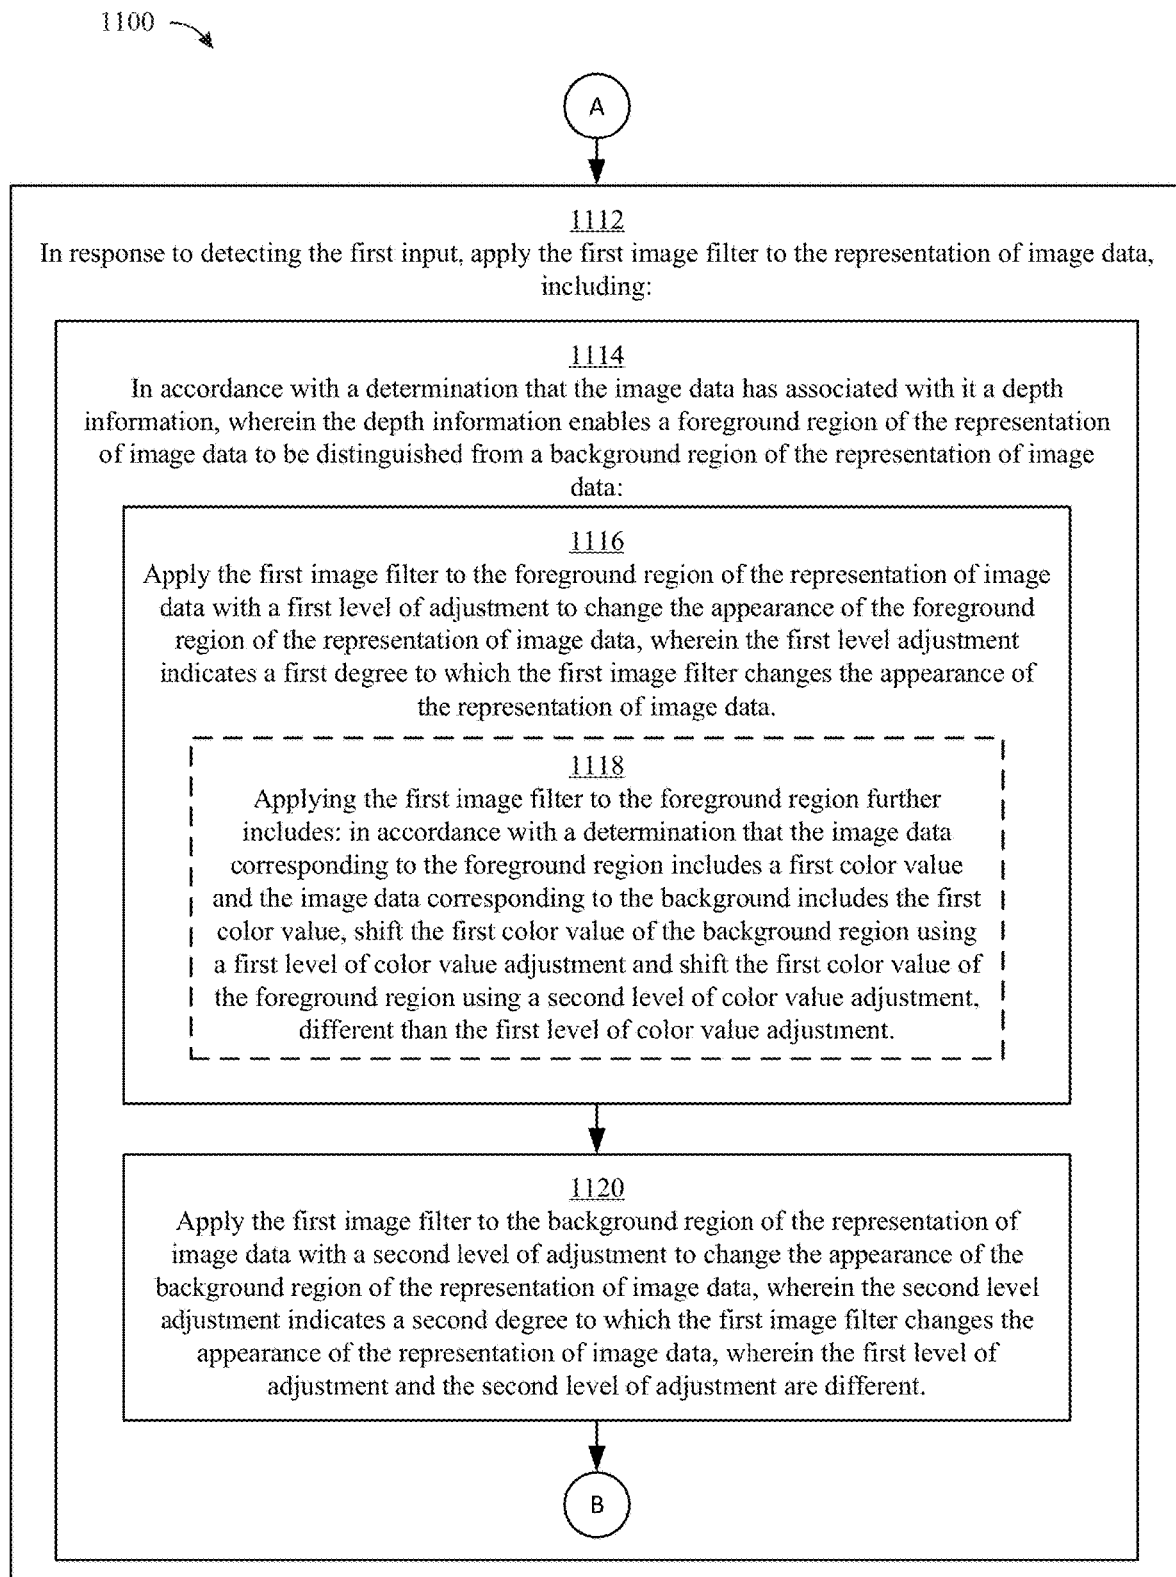 1100
A
1112
In response to detecting the first input, apply the first image filter to the representation of image data,
including:
1114
In accordance with a determination that the image data has associated with it a depth
information, wherein the depth information enables a foreground region of the representation
of image data to be distinguished from a background region of the representation of image
data:
1116
Apply the first image filter to the foreground region of the representation of image
data with a first level of adjustment to change the appearance of the foreground
region of the representation of image data, wherein the first level adjustment
indicates a first degree to which the first image filter changes the appearance of
the representation of image data.
1118
Applying the first image filter to the foreground region further
includes: in accordance with a determination that the image data
corresponding to the foreground region includes a first color value
and the image data corresponding to the background includes the first
color value, shift the first color value of the background region using
a first level of color value adjustment and shift the first color value of
the foreground region using a second level of color value adjustment,
different than the first level of color value adjustment.
1120
Apply the first image filter to the background region of the representation of
image data with a second level of adjustment to change the appearance of the
background region of the representation of image data, wherein the second level
adjustment indicates a second degree to which the first image filter changes the
appearance of the representation of image data, wherein the first level of
adjustment and the second level of adjustment are different.
B